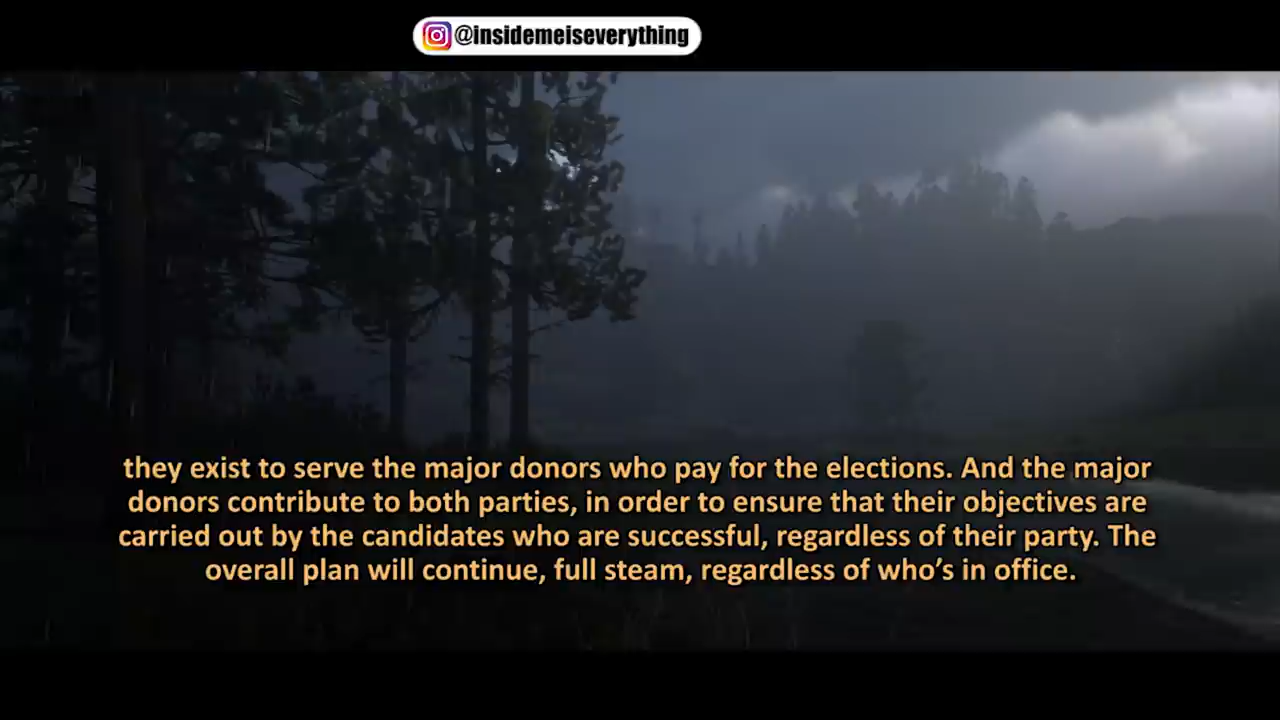 @insidemeiseverything
they exist to serve the major donors who pay for the elections. And the major
donors contribute to both parties, in order to ensure that their objectives are
carried out by the candidates who are successful, regardless of their party. The
overall plan will continue, full steam, regardless of who’s in office.